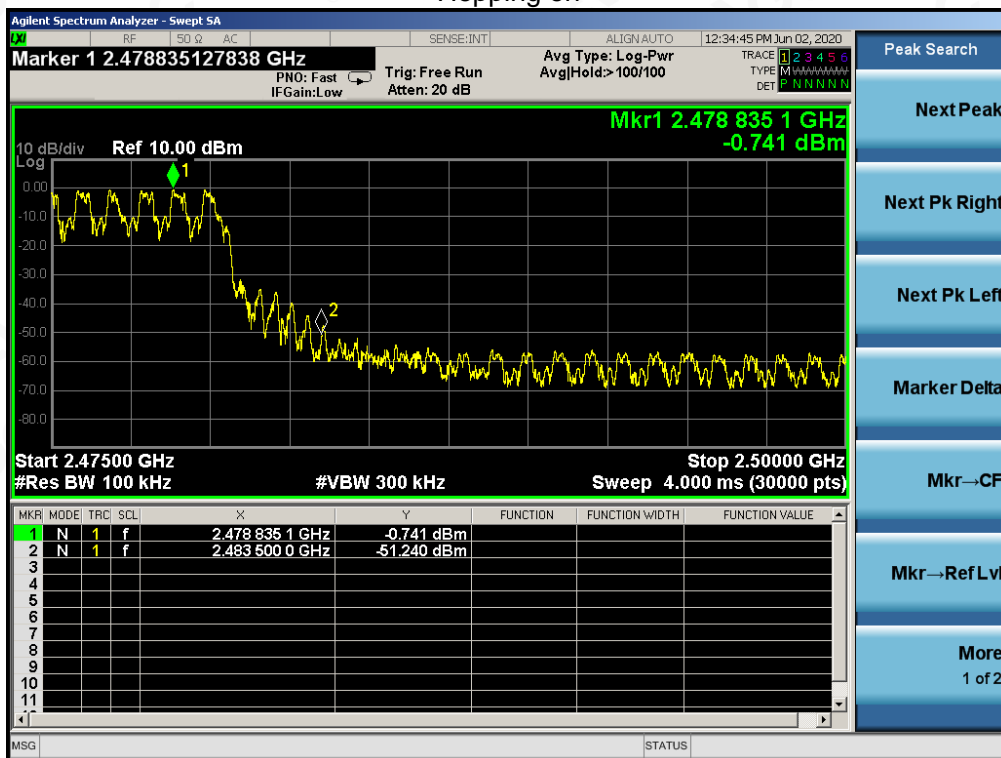 Hopping on
Agilent Spectrum Analyzer - Swept SA
LXI RF 50 Ω AC SENSE:INT ALIGN AUTO 12:34:45 PM Jun 02, 2020
Marker 1 2.478835127838 GHz
PNO: Fast
IFGain:Low
Trig: Free Run
Atten: 20 dB
Avg Type: Log-Pwr
Avg|Hold:> 100/100
TRACE 1 2 3 4 5 6
TYPE M
DET P N N N N N
Mkr1 2.478 835 1 GHz
-0.741 dBm
10 dB/div Ref 10.00 dBm
Log
1
0.00
-10.0
-20.0
-30.0
-40.0
2
-50.0
-60.0
-70.0
-80.0
Start 2.47500 GHz Stop 2.50000 GHz
#Res BW 100 kHz #VBW 300 kHz Sweep 4.000 ms (30000 pts)
MKR MODE TRC SCL X Y FUNCTION FUNCTION WIDTH FUNCTION VALUE
1 N 1 f 2.478 835 1 GHz -0.741 dBm
2 N 1 f 2.483 500 0 GHz -51.240 dBm
3
4
5
6
7
8
9
10
11
MSG STATUS
Peak Search
Next Peak
Next Pk Right
Next Pk Left
Marker Delta
Mkr→CF
Mkr→Ref Lvl
More
1 of 2